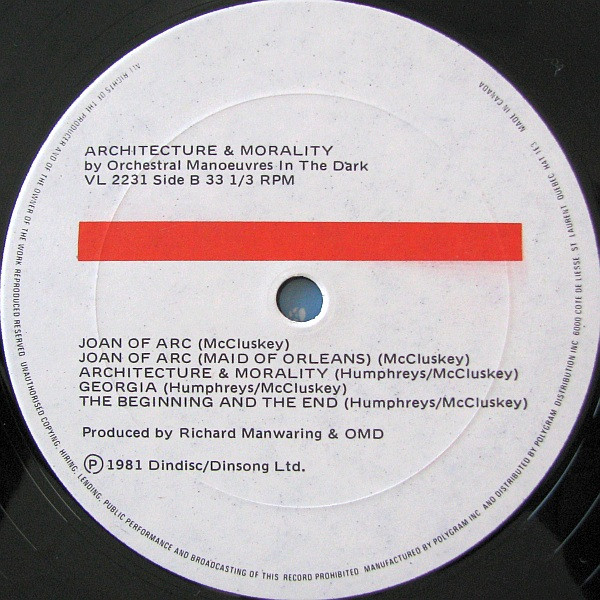 ARCHITECTURE & MORALITY
by Orchestral Manoeuvres In The Dark
VL 2231 Side B 33 1/3 RPM
JOAN OF ARC (McCluskey)
JOAN OF ARC (MAID OF ORLEANS) (McCluskey)
ARCHITECTURE & MORALITY (Humphreys/McCluskey)
GEORGIA (Humphreys/McCluskey)
THE BEGINNING AND THE END (Humphreys/McCluskey)
Produced by Richard Manwaring & OMD
Ⓟ 1981 Dindisc/Dinsong Ltd.
ALL RIGHTS OF THE PRODUCER AND OF THE OWNER OF THE WORK REPRODUCED RESERVED. UNAUTHORISED COPYING, HIRING, LENDING, PUBLIC PERFORMANCE AND BROADCASTING OF THIS RECORD PROHIBITED. MANUFACTURED BY POLYGRAM INC. AND DISTRIBUTED BY POLYGRAM DISTRIBUTION INC. 6000 COTE DE LIESSE, ST. LAURENT QUEBEC H4T 1E3 MADE IN CANADA